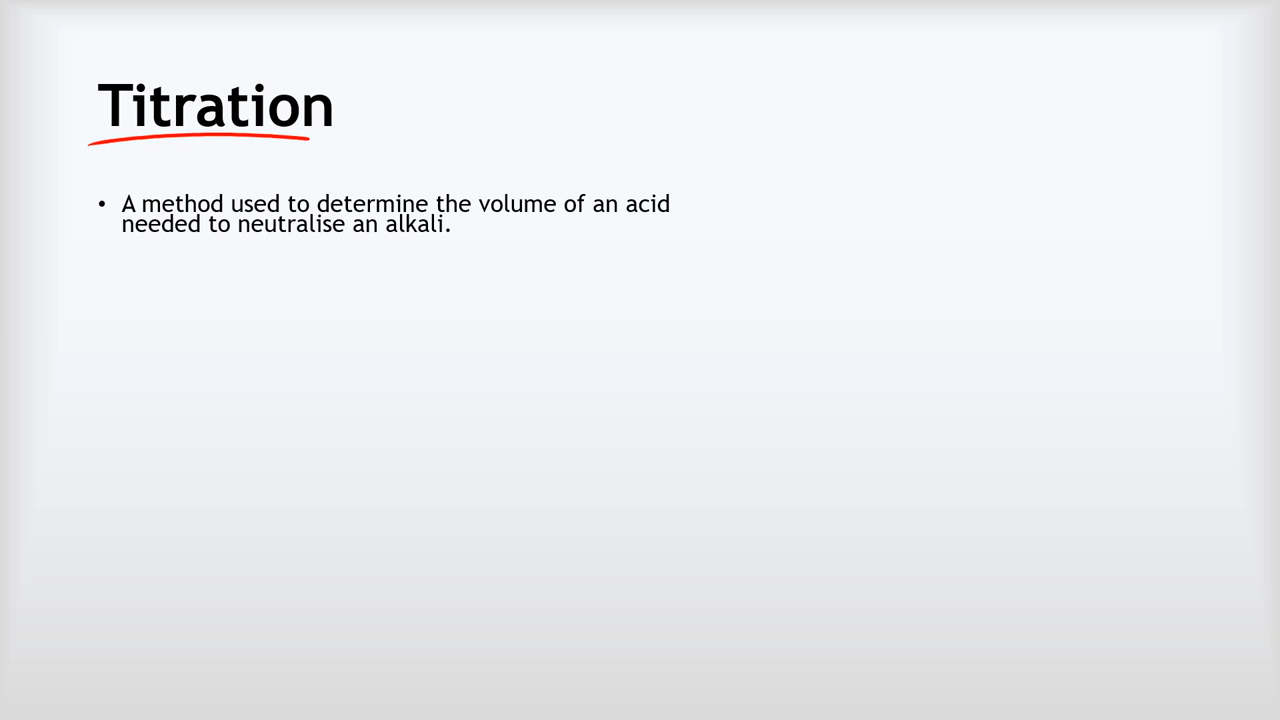 Titration
• A method used to determine the volume of an acid
needed to neutralise an alkali.